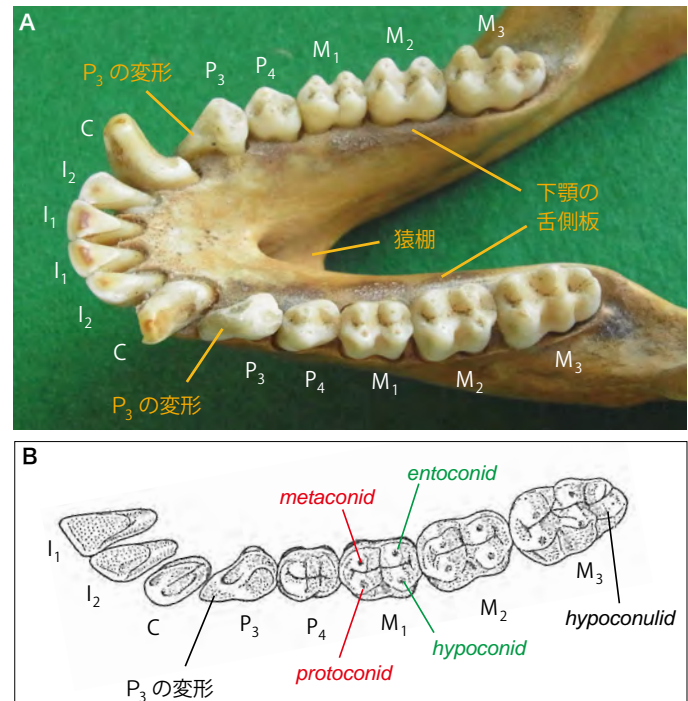 A
M₃
M₂
M₁
P₄
P₃
P₃ の変形
C
I₂
I₁
I₁
I₂
C
下顎の
舌側板
猿棚
P₃
P₄
M₁
M₂
M₃
P₃ の変形
B
entoconid
metaconid
I₁
I₂
C
P₃
P₄
M₁
M₂
M₃
hypoconulid
hypoconid
protoconid
P₃ の変形